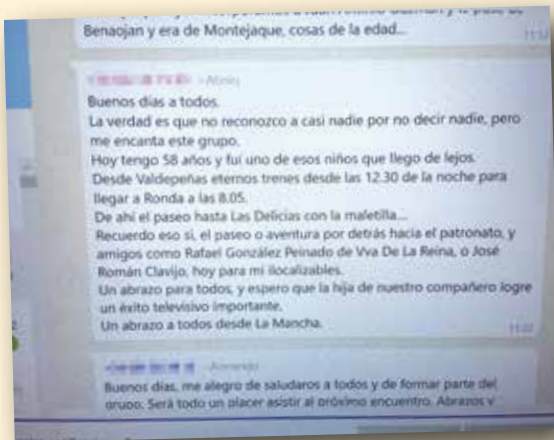 Benaojan y era de Montejaque, cosas de la edad...
Buenos días a todos.
La verdad es que no reconozco a casi nadie por no decir nadie, pero
me encanta este grupo.
Hoy tengo 58 años y fui uno de esos niños que llego de lejos.
Desde Valdepeñas eternos trenes desde las 12.30 de la noche para
llegar a Ronda a las 8.05.
De ahí el paseo hasta Las Delicias con la maletilla...
Recuerdo eso si, el paseo o aventura por detrás hacia el patronato, y
amigos como Rafael González Peinado de Vva De La Reina, o José
Román Clavijo, hoy para mi ilocalizables.
Un abrazo para todos, y espero que la hija de nuestro compañero logre
un éxito televisivo importante.
Un abrazo a todos desde La Mancha.
~Armando
Buenos días, me alegro de saludaros a todos y de formar parte del
grupo. Será todo un placer asistir al próximo encuentro. Abrazos y